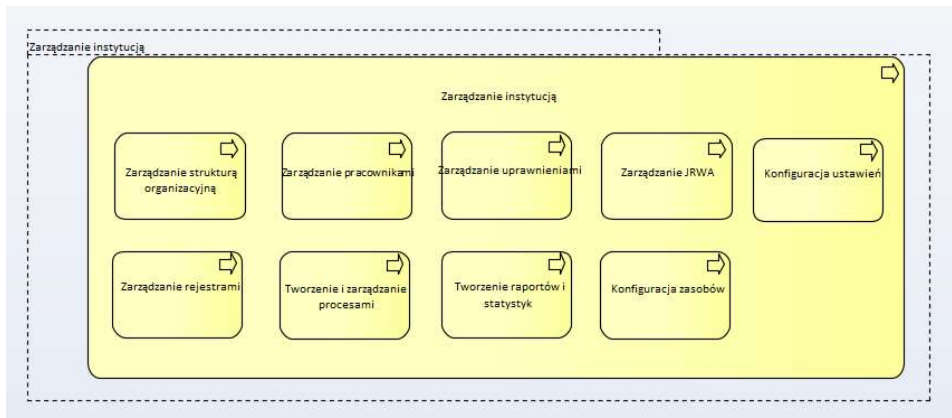 Zarządzanie instytucją
Zarządzanie instytucją
Zarządzanie strukturą
organizacyjną
Zarządzanie pracownikami
Zarządzanie uprawnieniami
Zarządzanie JRWA
Konfiguracja ustawień
Zarządzanie rejestrami
Tworzenie i zarządzanie
procesami
Tworzenie raportów i
statystyk
Konfiguracja zasobów